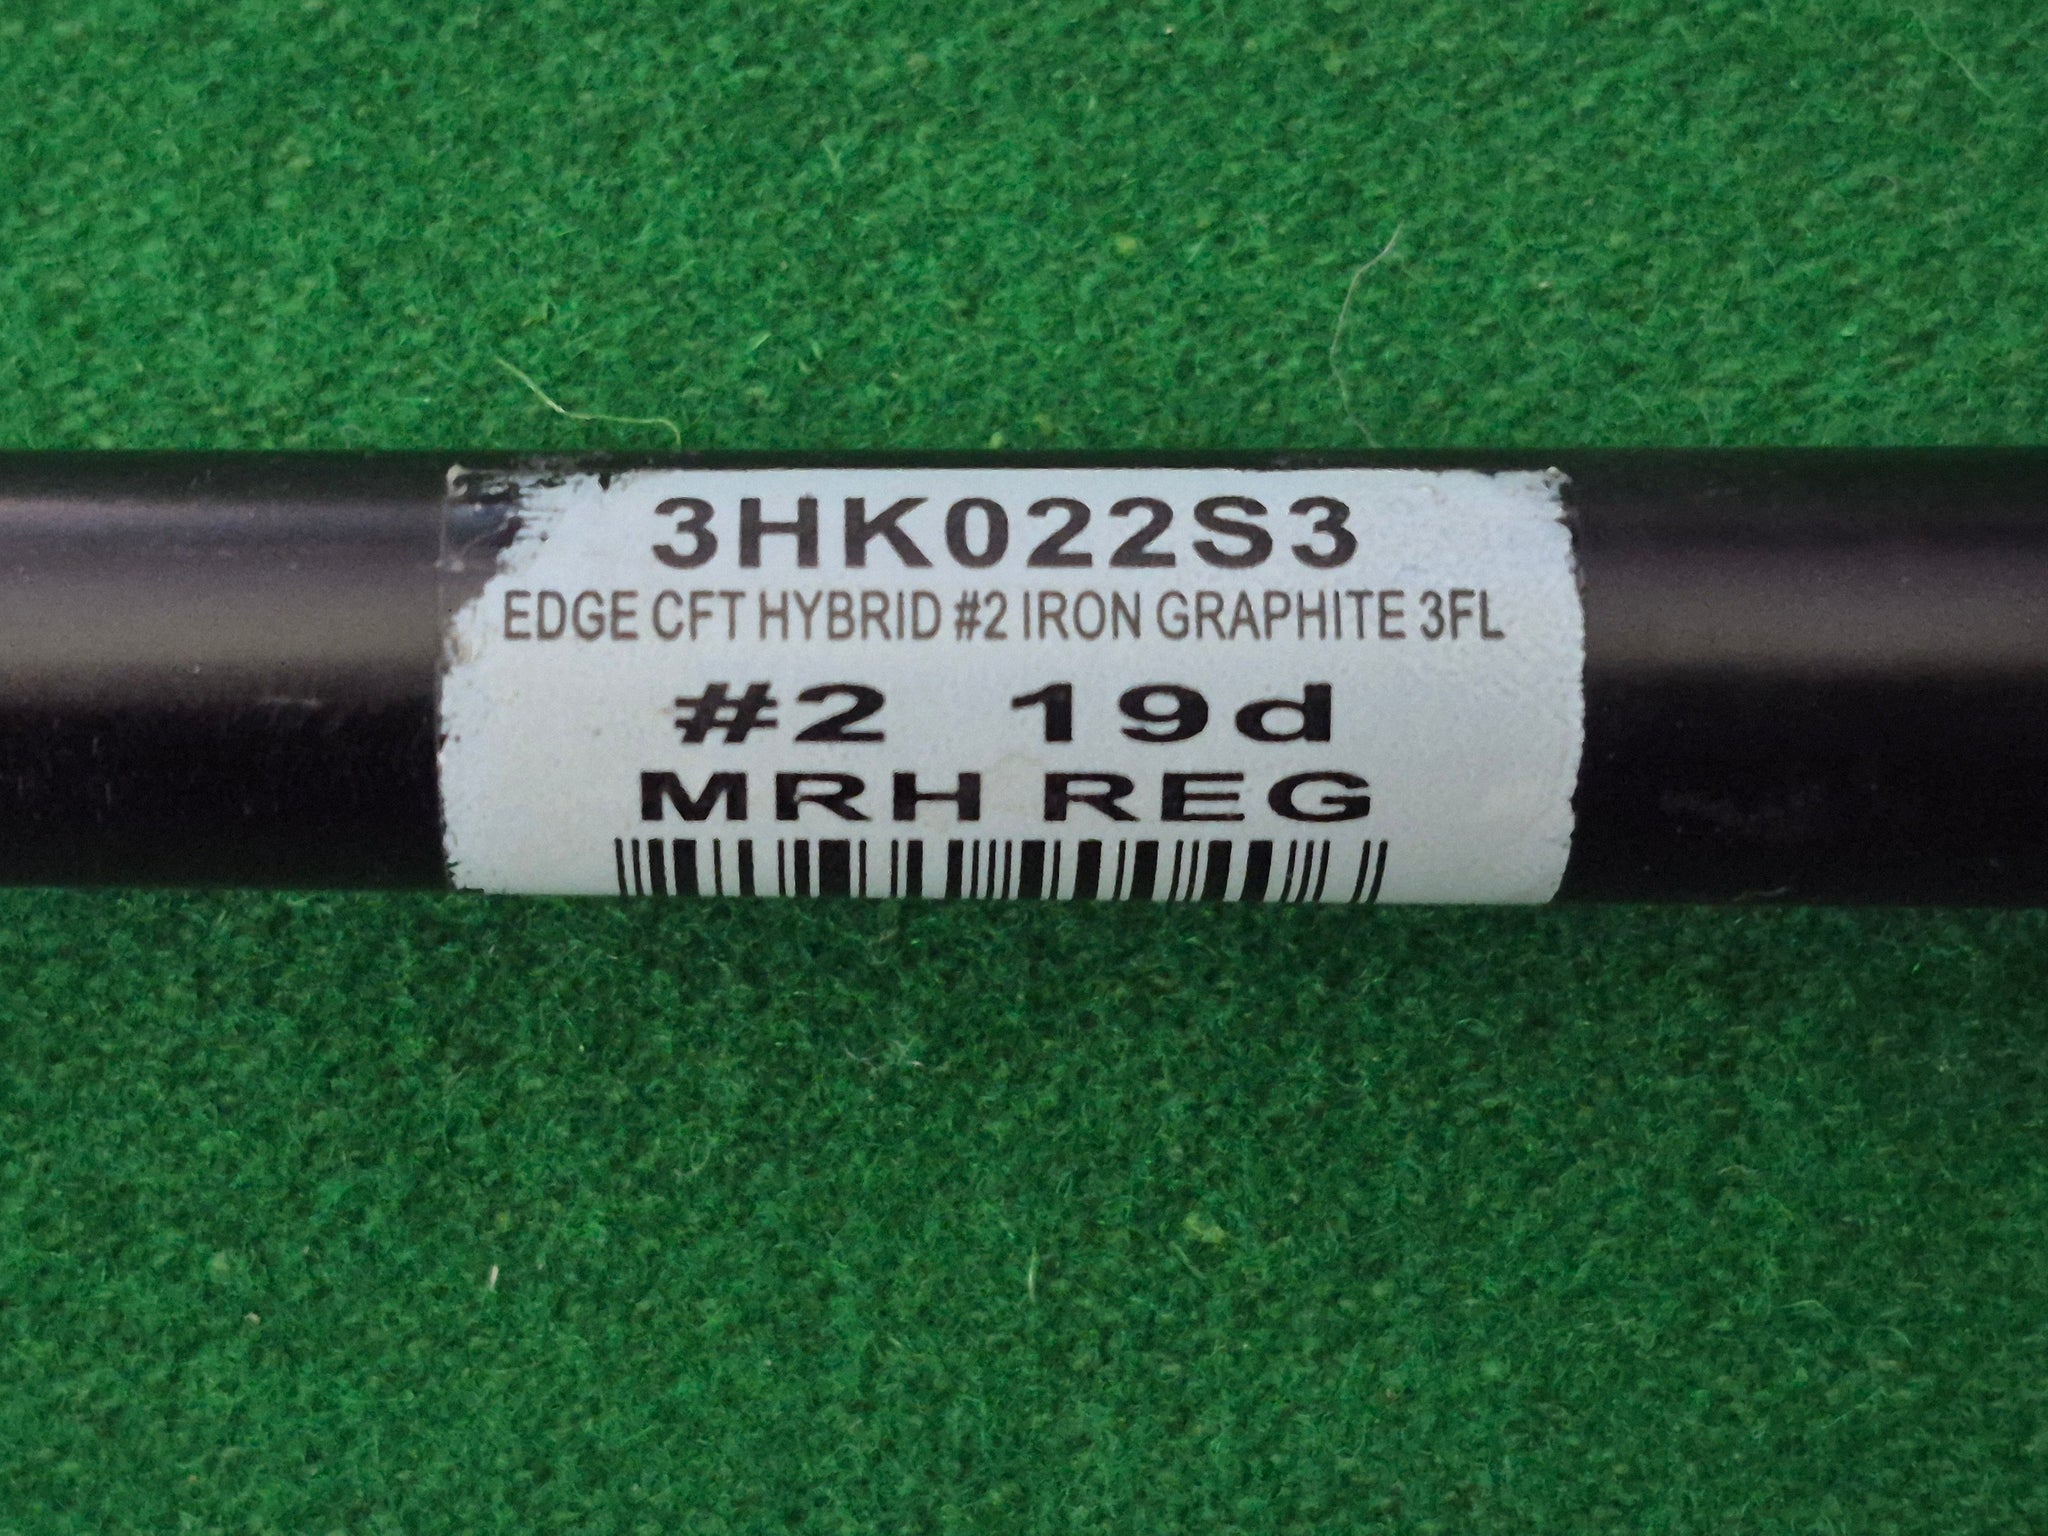 3HK022S3
EDGE CFT HYBRID #2 IRON GRAPHITE 3FL
#2 19d
MRH REG